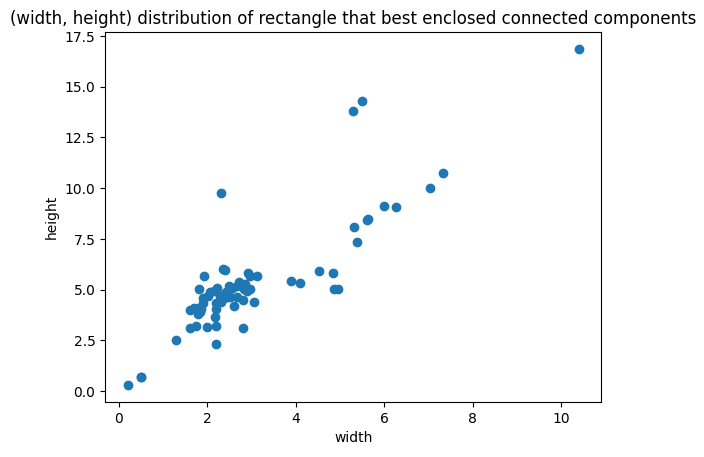 (width, height) distribution of rectangle that best enclosed connected components
17.5
15.0
12.5
10.0
7.5
5.0
2.5
0.0
height
0 2 4 6 8 10
width